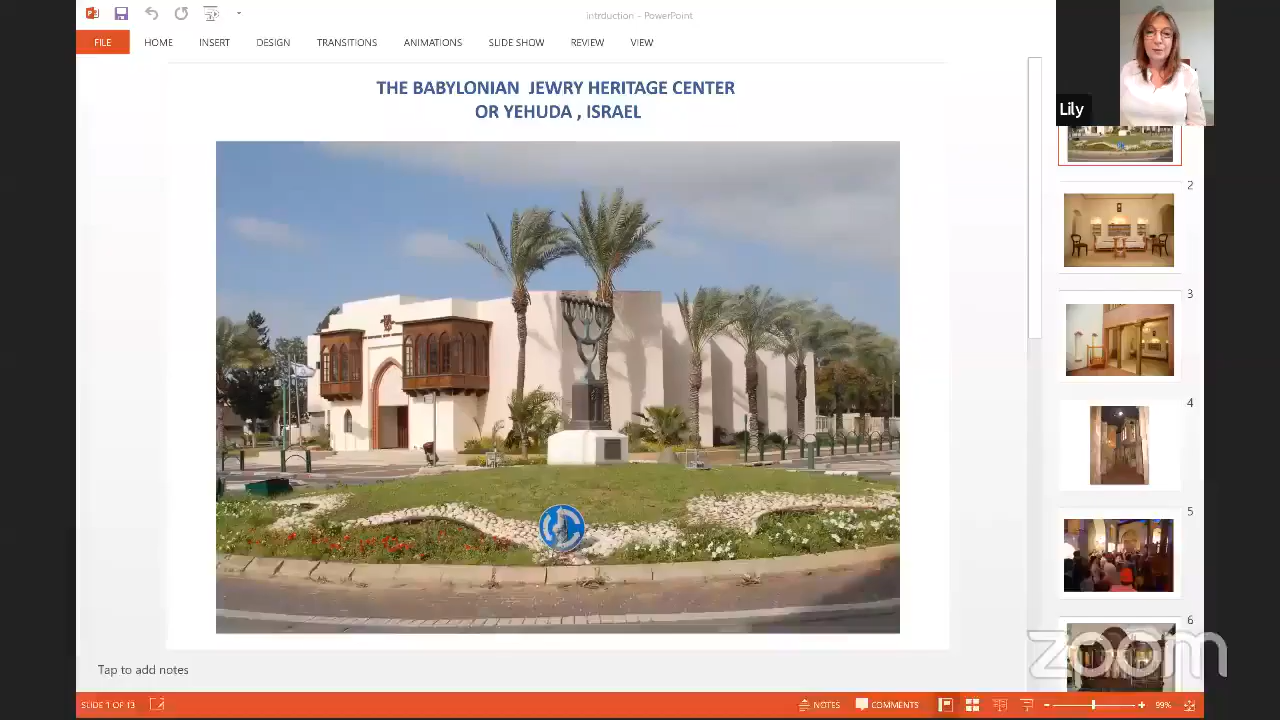 intrduction - PowerPoint
FILE HOME INSERT DESIGN TRANSITIONS ANIMATIONS SLIDE SHOW REVIEW VIEW
THE BABYLONIAN JEWRY HERITAGE CENTER
OR YEHUDA , ISRAEL
Lily
2
3
4
5
6
zoom
Tap to add notes
SLIDE 1 OF 13 NOTES COMMENTS 99%